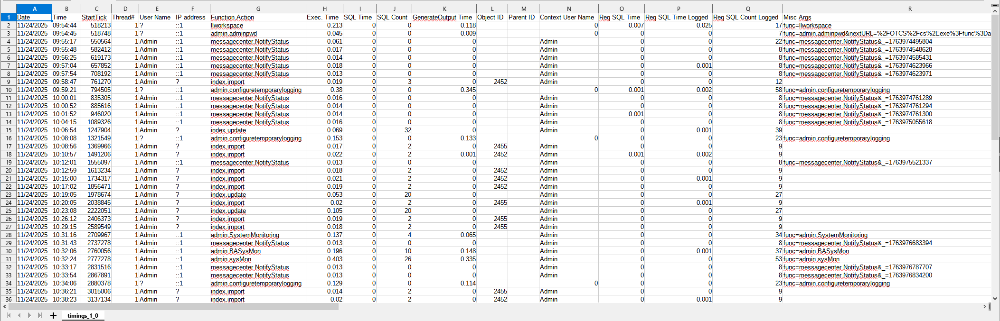 A B C D E F G H I J K L M N O P Q R
1 Date Time StartTick Thread# User Name IP address Function.Action Exec. Time SQL Time SQL Count GenerateOutput Time Object ID Parent ID Context User Name Req SQL Time Req SQL Time Logged Req SQL Count Logged Misc Args
2 11/24/2025 09:54:44 518213 1 ? ::1 llworkspace 0.213 0 0 0.118 0 0.007 0.025 17 func=llworkspace
3 11/24/2025 09:54:45 518748 1 ? ::1 admin.adminpwd 0.045 0 0 0.009 0 0 0 7 func=admin.adminpwd&nextURL=%2FOTCS%2Fcs%2Eexe%3Ffunc%3Da
4 11/24/2025 09:55:17 550564 1 Admin ::1 messagecenter.NotifyStatus 0.061 0 0 0 Admin 0 0 22 func=messagecenter.NotifyStatus&_=1763974495804
5 11/24/2025 09:55:48 582412 1 Admin ::1 messagecenter.NotifyStatus 0.017 0 0 0 Admin 0 0 8 func=messagecenter.NotifyStatus&_=1763974548628
6 11/24/2025 09:56:25 619173 1 Admin ::1 messagecenter.NotifyStatus 0.014 0 0 0 Admin 0 0 8 func=messagecenter.NotifyStatus&_=1763974585431
7 11/24/2025 09:57:04 657852 1 Admin ::1 messagecenter.NotifyStatus 0.018 0 0 0 Admin 0 0.001 8 func=messagecenter.NotifyStatus&_=1763974623966
8 11/24/2025 09:57:54 708192 1 Admin ::1 messagecenter.NotifyStatus 0.013 0 0 0 Admin 0 0 8 func=messagecenter.NotifyStatus&_=1763974623971
9 11/24/2025 09:58:47 761270 1 Admin ? index.import 0.019 0 3 0 2452 Admin 0 0 12
10 11/24/2025 09:59:21 794505 1 ? ::1 admin.configuretemporarylogging 0.38 0 0 0.345 0 0.001 0.002 58 func=admin.configuretemporarylogging
11 11/24/2025 10:00:01 835305 1 Admin ::1 messagecenter.NotifyStatus 0.016 0 0 0 Admin 0 0 8 func=messagecenter.NotifyStatus&_=1763974761289
12 11/24/2025 10:00:52 885616 1 Admin ::1 messagecenter.NotifyStatus 0.014 0 0 0 Admin 0 0 8 func=messagecenter.NotifyStatus&_=1763974761294
13 11/24/2025 10:01:52 946020 1 Admin ::1 messagecenter.NotifyStatus 0.014 0 0 0 Admin 0.001 0 8 func=messagecenter.NotifyStatus&_=1763974761300
14 11/24/2025 10:04:15 1089326 1 Admin ::1 messagecenter.NotifyStatus 0.016 0 0 0 Admin 0 0 8 func=messagecenter.NotifyStatus&_=1763975055618
15 11/24/2025 10:06:54 1247904 1 Admin ? index.update 0.069 0 32 0 Admin 0 0.001 39
16 11/24/2025 10:08:08 1321549 1 ? ::1 admin.configuretemporarylogging 0.153 0 0 0.133 0 0 0 23 func=admin.configuretemporarylogging
17 11/24/2025 10:08:56 1369966 1 Admin ? index.import 0.017 0 2 0 2455 Admin 0 0 9
18 11/24/2025 10:10:57 1491206 1 Admin ? index.import 0.022 0 2 0.001 2452 Admin 0.001 0.002 9
19 11/24/2025 10:12:01 1555097 1 Admin ::1 messagecenter.NotifyStatus 0.013 0 0 0 Admin 0 0 8 func=messagecenter.NotifyStatus&_=1763975521337
20 11/24/2025 10:12:59 1613234 1 Admin ? index.import 0.018 0 2 0 2452 Admin 0 0 9
21 11/24/2025 10:15:00 1734317 1 Admin ? index.import 0.021 0 2 0 2452 Admin 0 0.001 9
22 11/24/2025 10:17:02 1856471 1 Admin ? index.import 0.019 0 2 0 2452 Admin 0 0 9
23 11/24/2025 10:19:05 1978674 1 Admin ? index.update 0.053 0 20 0 Admin 0 0 27
24 11/24/2025 10:20:05 2038845 1 Admin ? index.import 0.02 0 2 0 2455 Admin 0 0.001 9
25 11/24/2025 10:23:08 2222051 1 Admin ? index.update 0.105 0 20 0 Admin 0 0 27
26 11/24/2025 10:26:12 2406373 1 Admin ? index.import 0.019 0 2 0 2455 Admin 0 0 9
27 11/24/2025 10:29:15 2589549 1 Admin ? index.import 0.018 0 2 0 2455 Admin 0 0 9
28 11/24/2025 10:31:16 2709967 1 Admin ::1 admin.SystemMonitoring 0.137 0 4 0.065 Admin 0 0 34 func=admin.SystemMonitoring
29 11/24/2025 10:31:43 2737278 1 Admin ::1 messagecenter.NotifyStatus 0.013 0 0 0 Admin 0 0 8 func=messagecenter.NotifyStatus&_=1763976683394
30 11/24/2025 10:32:06 2760056 1 Admin ::1 admin.BASysMon 0.196 0 10 0.148 Admin 0 0.001 37 func=admin.BASysMon
31 11/24/2025 10:32:24 2777278 1 Admin ::1 admin.sysMon 0.403 0 26 0.335 Admin 0 0 53 func=admin.sysMon
32 11/24/2025 10:33:17 2831516 1 Admin ::1 messagecenter.NotifyStatus 0.013 0 0 0 Admin 0 0 8 func=messagecenter.NotifyStatus&_=1763976787707
33 11/24/2025 10:33:54 2867891 1 Admin ::1 messagecenter.NotifyStatus 0.013 0 0 0 Admin 0 0 8 func=messagecenter.NotifyStatus&_=1763976834200
34 11/24/2025 10:34:06 2880378 1 ? ::1 admin.configuretemporarylogging 0.129 0 0 0.114 0 0 0 23 func=admin.configuretemporarylogging
35 11/24/2025 10:36:21 3015006 1 Admin ? index.import 0.014 0 2 0 2455 Admin 0 0 9
36 11/24/2025 10:38:23 3137134 1 Admin ? index.import 0.02 0 2 0 2452 Admin 0 0.001 9
timings_1_0